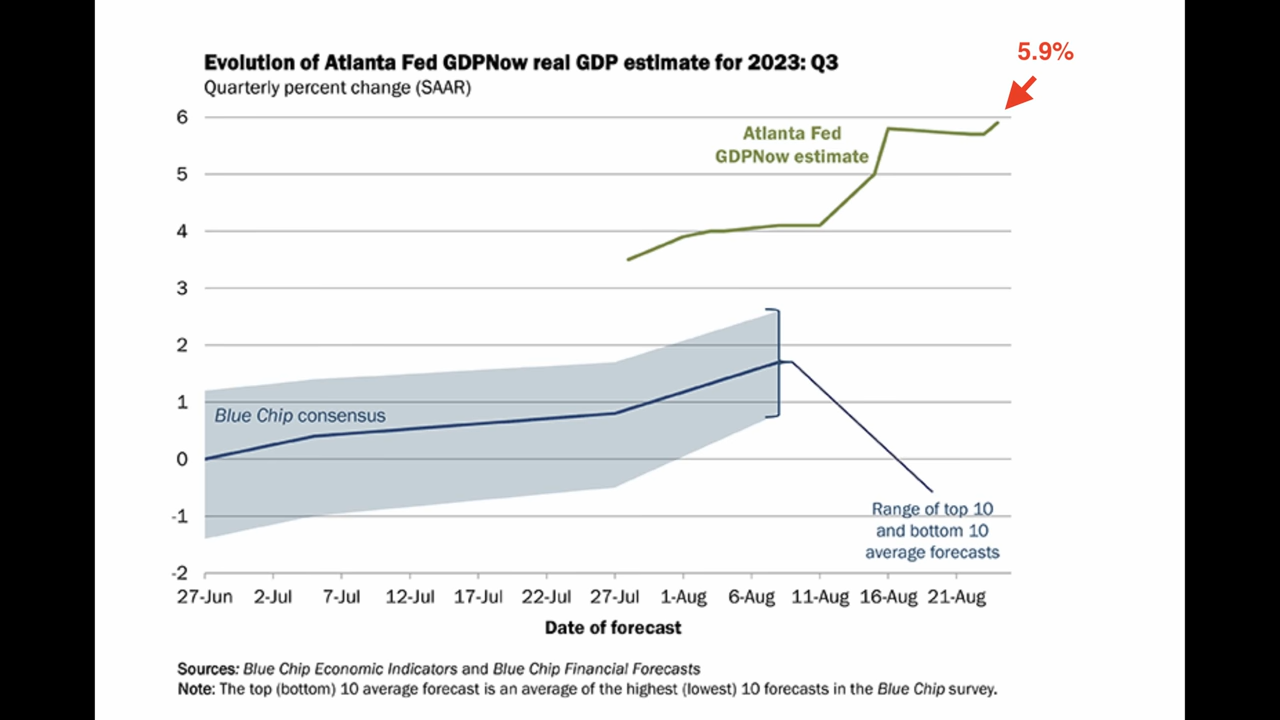 5.9%
Evolution of Atlanta Fed GDPNow real GDP estimate for 2023: Q3
Quarterly percent change (SAAR)
6
5
4
3
2
1
0
-1
-2
Atlanta Fed
GDPNow estimate
Blue Chip consensus
Range of top 10
and bottom 10
average forecasts
27-Jun 2-Jul 7-Jul 12-Jul 17-Jul 22-Jul 27-Jul 1-Aug 6-Aug 11-Aug 16-Aug 21-Aug
Date of forecast
Sources: Blue Chip Economic Indicators and Blue Chip Financial Forecasts
Note: The top (bottom) 10 average forecast is an average of the highest (lowest) 10 forecasts in the Blue Chip survey.